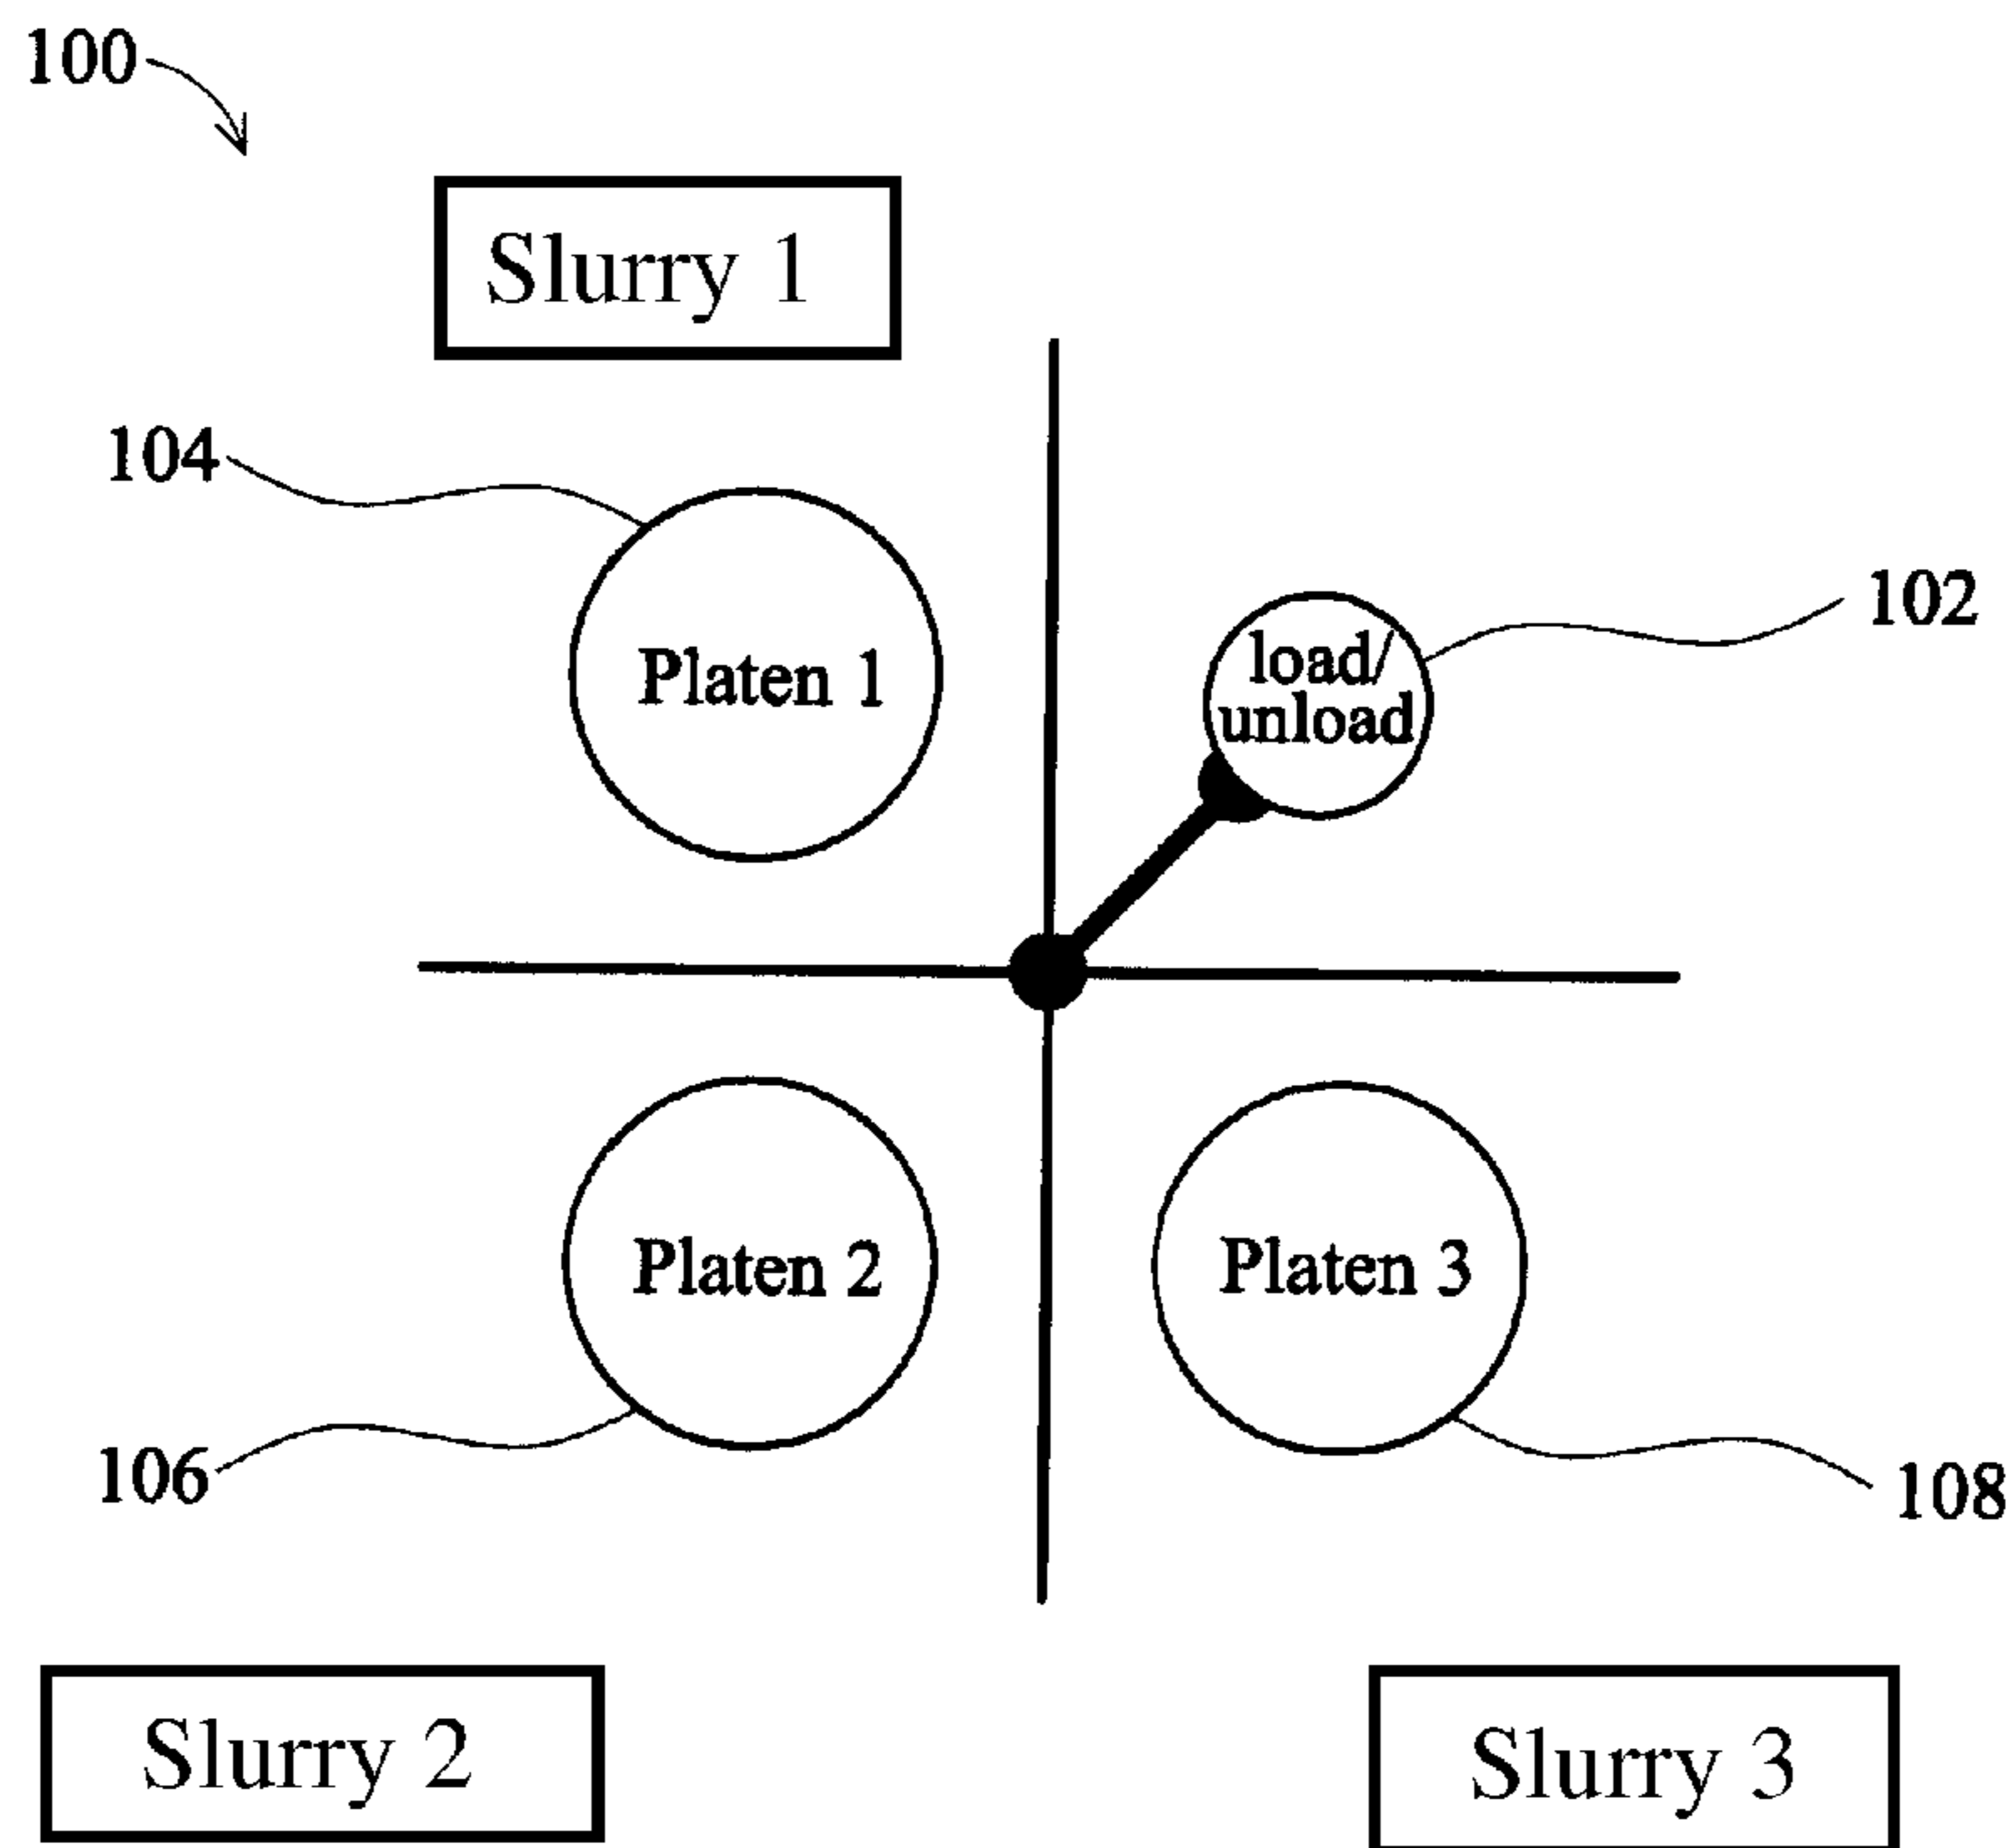 100
Slurry 1
104
Platen 1
load/
unload
102
Platen 2
Platen 3
106
108
Slurry 2
Slurry 3